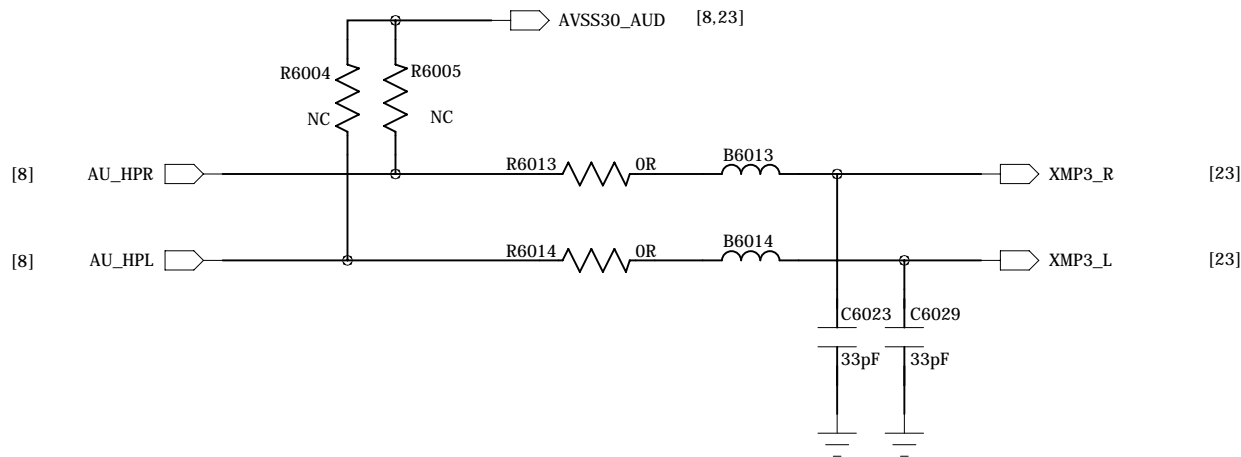 AVSS30_AUD [8,23]
R6004 R6005
NC NC
[8] AU_HPR R6013 0R B6013 XMP3_R [23]
[8] AU_HPL R6014 0R B6014 XMP3_L [23]
C6023 C6029
33pF 33pF